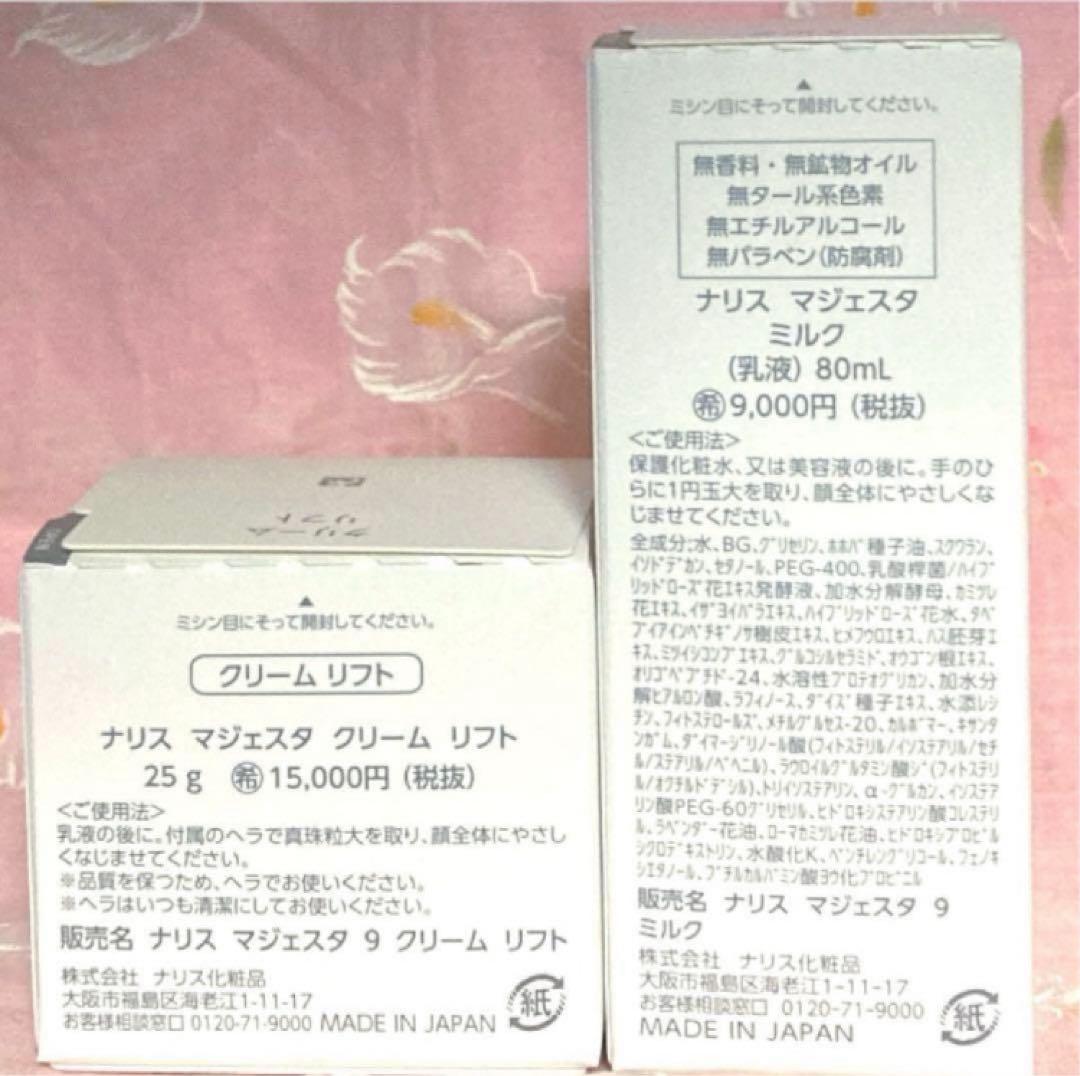 クリーム
リフト
ミシン目にそって開封してください。
クリーム リフト
ナリス マジェスタ クリーム リフト
25g ㊙希15,000円(税抜)
<ご使用法>
乳液の後に。付属のヘラで真珠粒大を取り、顔全体にやさし
くなじませてください。
※品質を保つため、ヘラでお使いください。
※ヘラはいつも清潔にしてお使いください。
販売名 ナリス マジェスタ 9 クリーム リフト
株式会社 ナリス化粧品
大阪市福島区海老江1-11-17
お客様相談窓口 0120-71-9000 MADE IN JAPAN
紙
ミシン目にそって開封してください。
無香料・無鉱物オイル
無タール系色素
無エチルアルコール
無パラベン(防腐剤)
ナリス マジェスタ
ミルク
(乳液) 80mL
希9,000円(税抜)
<ご使用法>
保護化粧水、又は美容液の後に。手のひ
らに1円玉大を取り、顔全体にやさしくな
じませてください。
全成分:水、BG、グリセリン、ホホバ種子油、スクワラン、
イソドデカン、セタノール、PEG-400、乳酸桿菌/ハイブ
リッドローズ花エキス発酵液、加水分解酵母、カミツレ
花エキス、イザヨイバラエキス、ハイブリッドローズ花水、タベ
ブイアインペチギノサ樹皮エキス、ヒメフウロエキス、ハス胚芽エ
キス、ミツイシコンブエキス、グルコシルセラミド、オウゴン根エキス、
オリゴペプチド-24、水溶性プロテオグリカン、加水分
解ヒアルロン酸、ラフィノース、ダイズ種子エキス、水添レシ
チン、フィトステロールズ、メチルグルセス-20、カルボマー、キサンタ
ンガム、ダイマージリノール酸(フィトステリル/イソステアリル/セチ
ル/ステアリル/ベヘニル)、ラウロイルグルタミン酸ジ(フィトステリ
ル/オクチルドデシル)、トリイソステアリン、α-グルカン、イソステア
リン酸PEG-60グリセリル、ヒドロキシステアリン酸コレステリ
ル、ラベンダー花油、ローマカミツレ花油、ヒドロキシプロピル
シクロデキストリン、水酸化K、ペンチレングリコール、フェノキ
シエタノール、ブチルカルバミン酸ヨウ化プロピニル
販売名 ナリス マジェスタ 9
ミルク
株式会社 ナリス化粧品
大阪市福島区海老江1-11-17
お客様相談窓口 0120-71-9000
MADE IN JAPAN
紙